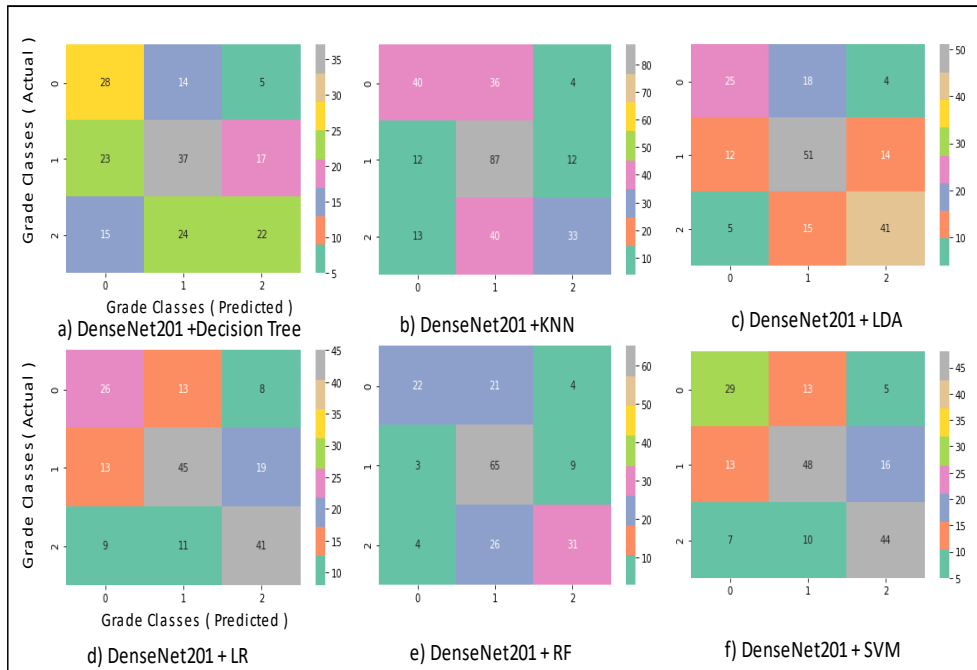 0 28 14 5
1 23 37 17
2 15 24 22
0 1 2
35
30
25
20
15
10
5
Grade Classes ( Actual )
Grade Classes ( Predicted )
a) DenseNet201 +Decision Tree
0 40 36 4
1 12 87 12
2 13 40 33
0 1 2
80
70
60
50
40
30
20
10
b) DenseNet201 +KNN
0 25 18 4
1 12 51 14
2 5 15 41
0 1 2
50
40
30
20
10
c) DenseNet201 + LDA
0 26 13 8
1 13 45 19
2 9 11 41
0 1 2
45
40
35
30
25
20
15
10
Grade Classes ( Actual )
Grade Classes ( Predicted )
d) DenseNet201 + LR
0 22 21 4
1 3 65 9
2 4 26 31
0 1 2
60
50
40
30
20
10
e) DenseNet201 + RF
0 29 13 5
1 13 48 16
2 7 10 44
0 1 2
45
40
35
30
25
20
15
10
5
f) DenseNet201 + SVM